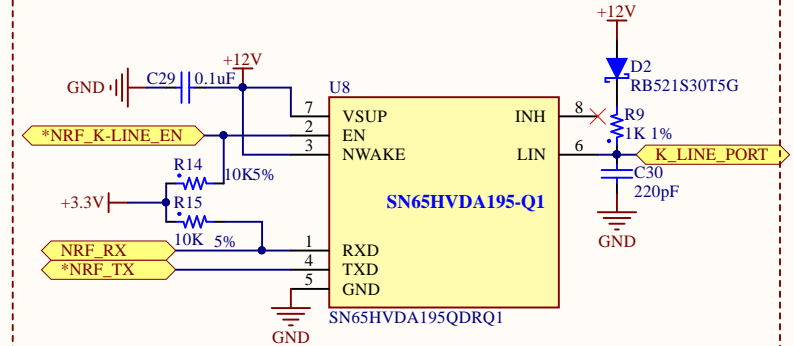 +12V
D2
RB521S30T5G
+12V
GND
C29
0.1uF
U8
7
VSUP
INH
8
R9
1K 1%
*NRF_K-LINE_EN
2
EN
3
NWAKE
LIN
6
K_LINE_PORT
R14
10K
5%
C30
220pF
+3.3V
R15
SN65HVDA195-Q1
10K
5%
GND
NRF_RX
1
RXD
*NRF_TX
4
TXD
5
GND
SN65HVDA195QDRQ1
GND